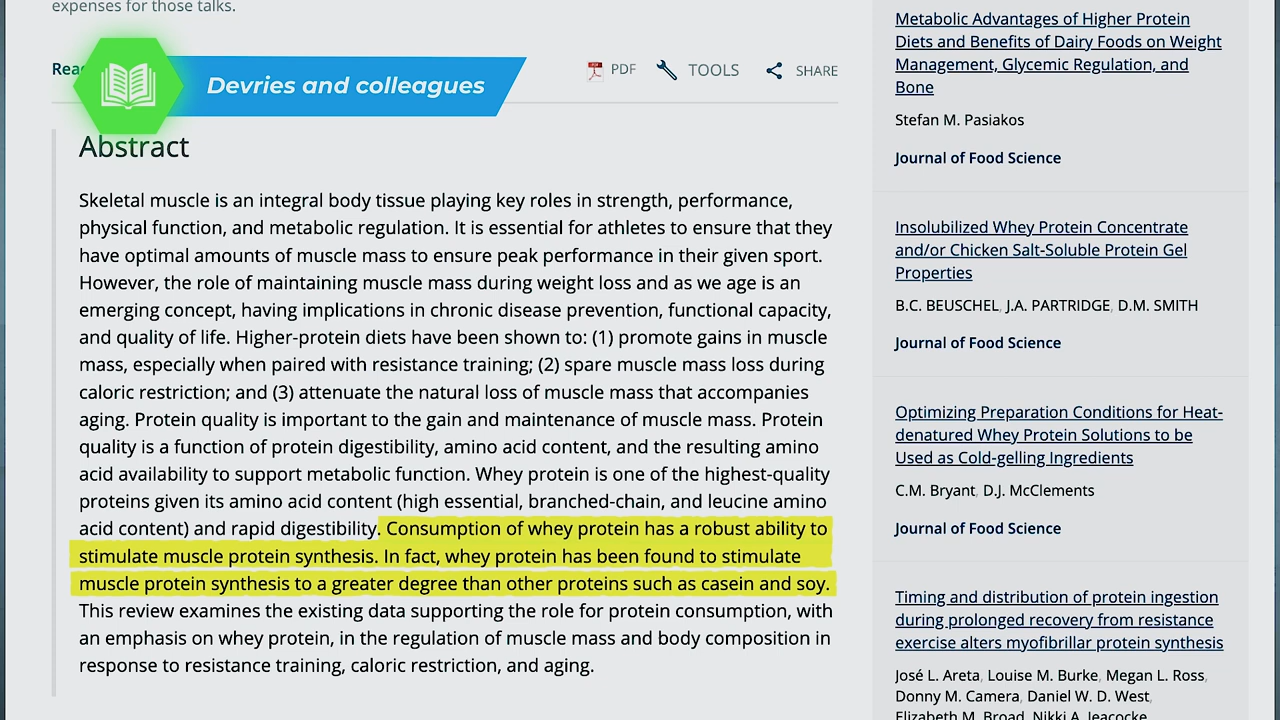 expenses for those talks.
Devries and colleagues
PDF
TOOLS
SHARE
Abstract
Skeletal muscle is an integral body tissue playing key roles in strength, performance,
physical function, and metabolic regulation. It is essential for athletes to ensure that they
have optimal amounts of muscle mass to ensure peak performance in their given sport.
However, the role of maintaining muscle mass during weight loss and as we age is an
emerging concept, having implications in chronic disease prevention, functional capacity,
and quality of life. Higher-protein diets have been shown to: (1) promote gains in muscle
mass, especially when paired with resistance training; (2) spare muscle mass loss during
caloric restriction; and (3) attenuate the natural loss of muscle mass that accompanies
aging. Protein quality is important to the gain and maintenance of muscle mass. Protein
quality is a function of protein digestibility, amino acid content, and the resulting amino
acid availability to support metabolic function. Whey protein is one of the highest-quality
proteins given its amino acid content (high essential, branched-chain, and leucine amino
acid content) and rapid digestibility. Consumption of whey protein has a robust ability to
stimulate muscle protein synthesis. In fact, whey protein has been found to stimulate
muscle protein synthesis to a greater degree than other proteins such as casein and soy.
This review examines the existing data supporting the role for protein consumption, with
an emphasis on whey protein, in the regulation of muscle mass and body composition in
response to resistance training, caloric restriction, and aging.
Metabolic Advantages of Higher Protein
Diets and Benefits of Dairy Foods on Weight
Management, Glycemic Regulation, and
Bone
Stefan M. Pasiakos
Journal of Food Science
Insolubilized Whey Protein Concentrate
and/or Chicken Salt-Soluble Protein Gel
Properties
B.C. BEUSCHEL, J.A. PARTRIDGE, D.M. SMITH
Journal of Food Science
Optimizing Preparation Conditions for Heat-
denatured Whey Protein Solutions to be
Used as Cold-gelling Ingredients
C.M. Bryant, D.J. McClements
Journal of Food Science
Timing and distribution of protein ingestion
during prolonged recovery from resistance
exercise alters myofibrillar protein synthesis
José L. Areta, Louise M. Burke, Megan L. Ross,
Donny M. Camera, Daniel W. D. West,
Elizabeth M. Broad, Nikki A. Jeacocke,